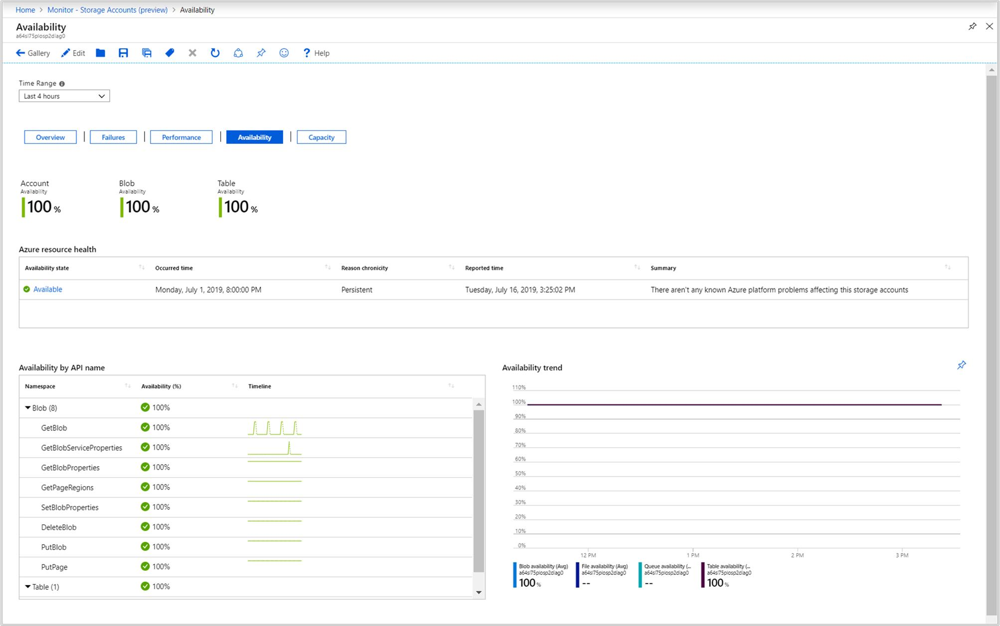 Home > Monitor - Storage Accounts (preview) > Availability
Availability
a64sl75plosp2diag0
Gallery Edit Help
Time Range
Last 4 hours
Overview | Failures | Performance | Availability | Capacity
Account Blob Table
Availability Availability Availability
100 % 100 % 100 %
Azure resource health
Availability state Occurred time Reason chronicity Reported time Summary
Available Monday, July 1, 2019, 8:00:00 PM Persistent Tuesday, July 16, 2019, 3:25:02 PM There aren't any known Azure platform problems affecting this storage accounts
Availability by API name
Namespace Availability (%) Timeline
Blob (8) 100%
GetBlob 100%
GetBlobServiceProperties 100%
GetBlobProperties 100%
GetPageRegions 100%
SetBlobProperties 100%
DeleteBlob 100%
PutBlob 100%
PutPage 100%
Table (1) 100%
Availability trend
110%
100%
90%
80%
70%
60%
50%
40%
30%
20%
10%
0%
12 PM 1 PM 2 PM 3 PM
Blob availability (Avg) File availability (Avg) Queue availability (... Table availability (...
a64sl75plosp2diag0 a64sl75plosp2diag0 a64sl75plosp2diag0 a64sl75plosp2diag0
100 % -- -- 100 %